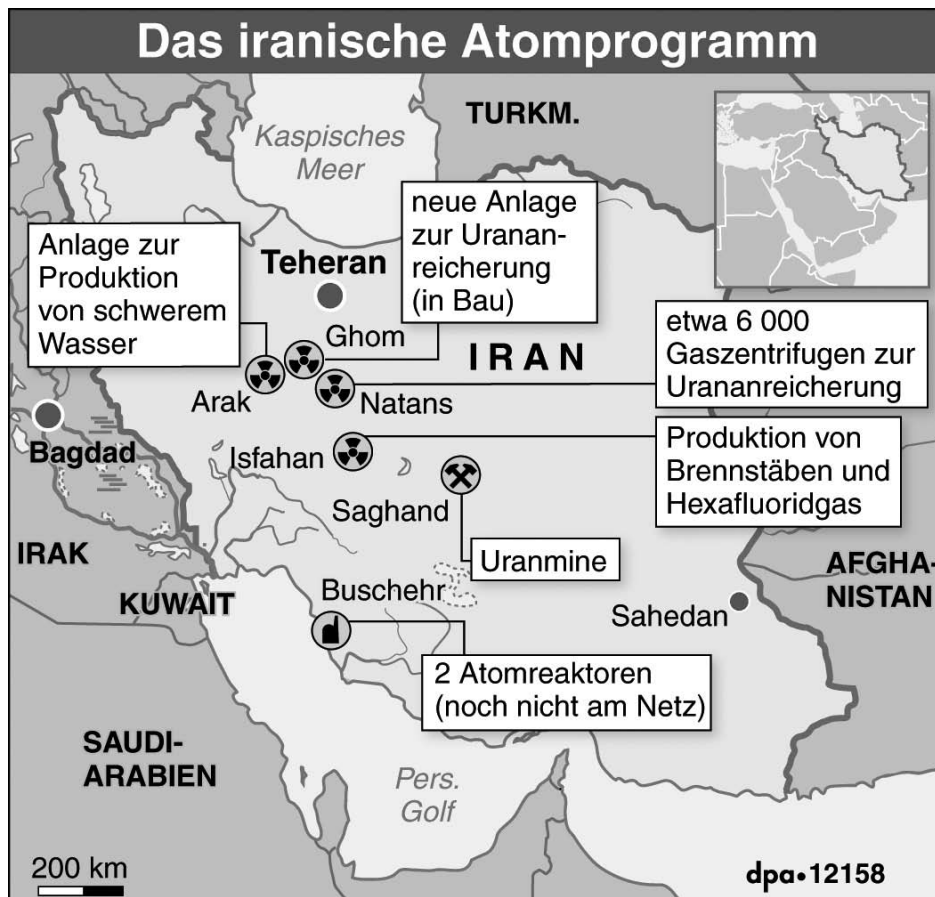 Das iranische Atomprogramm
TURKM.
Kaspisches
Meer
neue Anlage
zur Uranan-
reicherung
(in Bau)
Anlage zur
Produktion
von schwerem
Wasser
Teheran
etwa 6 000
Gaszentrifugen zur
Urananreicherung
Ghom
IRAN
Arak
Natans
Bagdad
Isfahan
Produktion von
Brennstäben und
Hexafluoridgas
Saghand
IRAK
Uranmine
AFGHA-
NISTAN
KUWAIT
Buschehr
Sahedan
2 Atomreaktoren
(noch nicht am Netz)
SAUDI-
ARABIEN
Pers.
Golf
200 km
dpa•12158